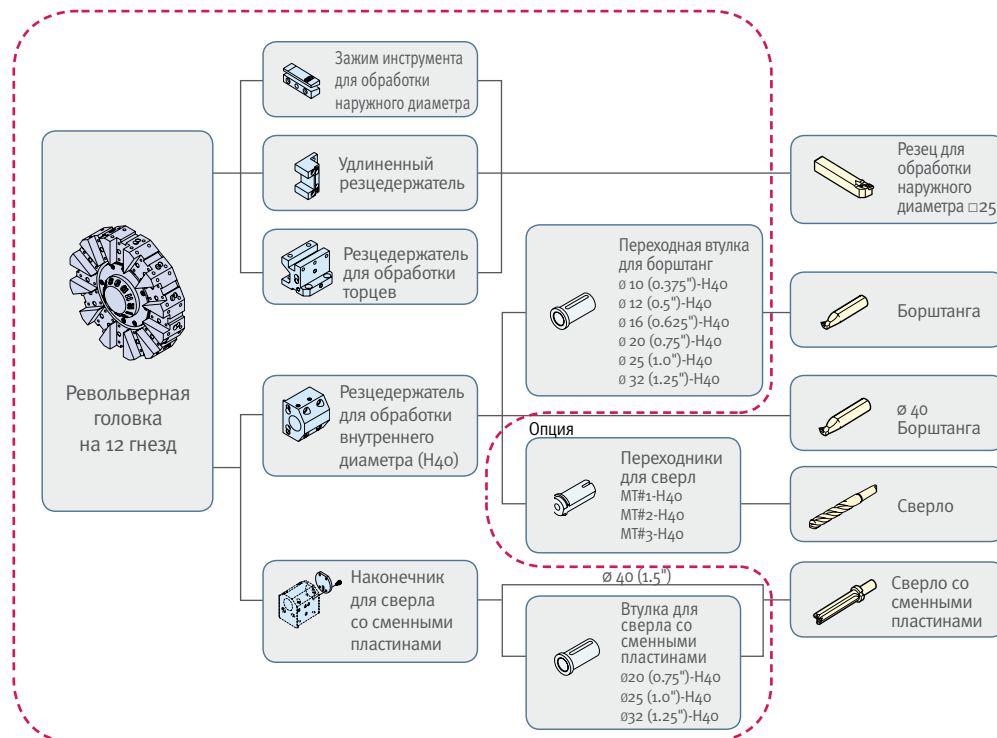 Зажим инструмента
для обработки
наружного диаметра
Удлиненный
резцедержатель
Резцедержатель
для обработки
торцев
Револьверная
головка
на 12 гнезд
Резцедержатель
для обработки
внутреннего
диаметра (H40)
Наконечник
для сверла
со сменными
пластинами
Переходная втулка
для борштанг
ø 10 (0.375")-H40
ø 12 (0.5")-H40
ø 16 (0.625")-H40
ø 20 (0.75")-H40
ø 25 (1.0")-H40
ø 32 (1.25")-H40
Опция
Переходники
для сверл
MT#1-H40
MT#2-H40
MT#3-H40
ø 40 (1.5")
Втулка для
сверла со
сменными
пластинами
ø20 (0.75")-H40
ø25 (1.0")-H40
ø32 (1.25")-H40
Резец для
обработки
наружного
диаметра □25
Борштанга
ø 40
Борштанга
Сверло
Сверло со
сменными
пластинами